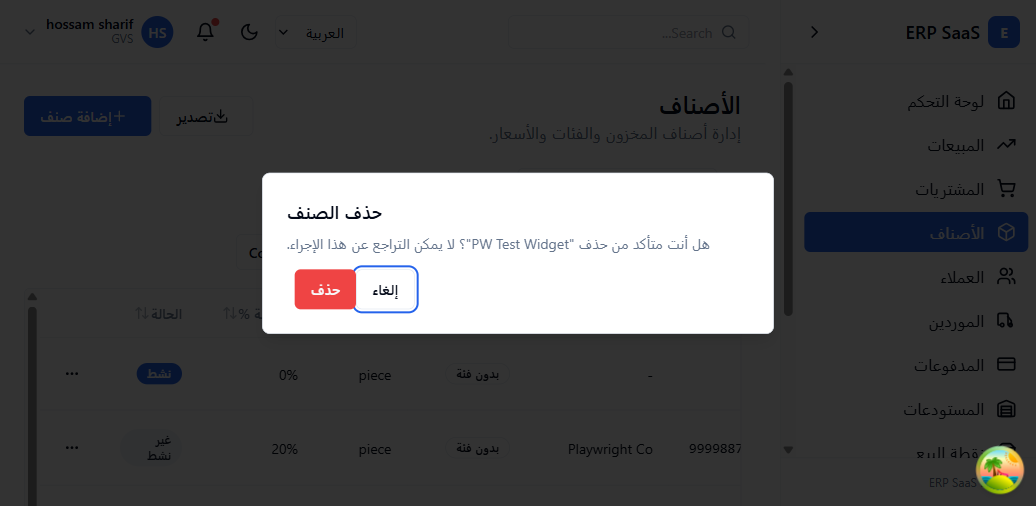 ERP SaaS
E
Search...
العربية
HS
hossam sharif
GVS
لوحة التحكم
المبيعات
المشتريات
الأصناف
العملاء
الموردين
المدفوعات
المستودعات
نقطة البيع
ERP SaaS
الأصناف
إدارة أصناف المخزون والفئات والأسعار.
تصدير
إضافة صنف
حذف الصنف
هل أنت متأكد من حذف "PW Test Widget"؟ لا يمكن التراجع عن هذا الإجراء.
إلغاء
حذف
Co
% ة
الحالة
-
بدون فئة
piece
0%
نشط
9999887
Playwright Co
بدون فئة
piece
20%
غير
نشط